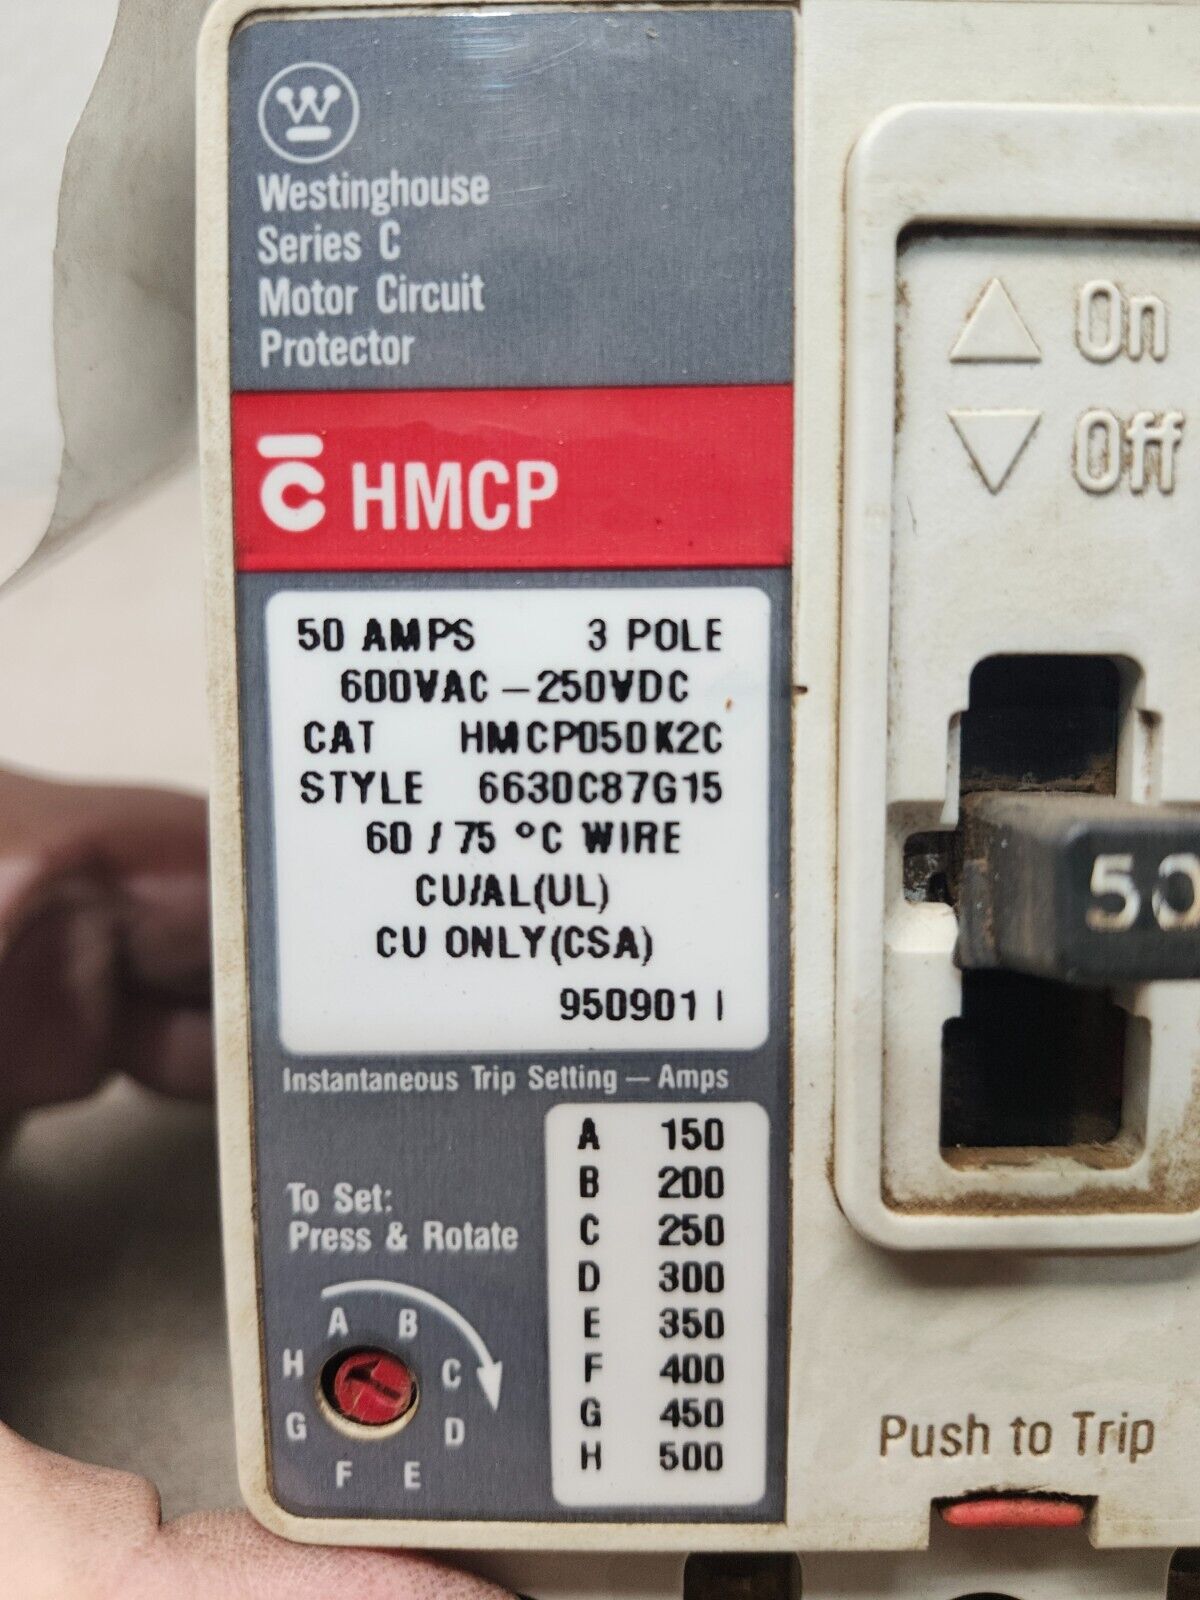 W
Westinghouse
Series C
Motor Circuit
Protector
C HMCP
50 AMPS 3 POLE
600VAC – 250VDC
CAT HMCP050K2C
STYLE 6630C87G15
60 / 75 °C WIRE
CU/AL(UL)
CU ONLY(CSA)
950901 I
Instantaneous Trip Setting – Amps
A 150
B 200
C 250
D 300
E 350
F 400
G 450
H 500
To Set:
Press & Rotate
A B
H C
G D
F E
On
Off
50
Push to Trip